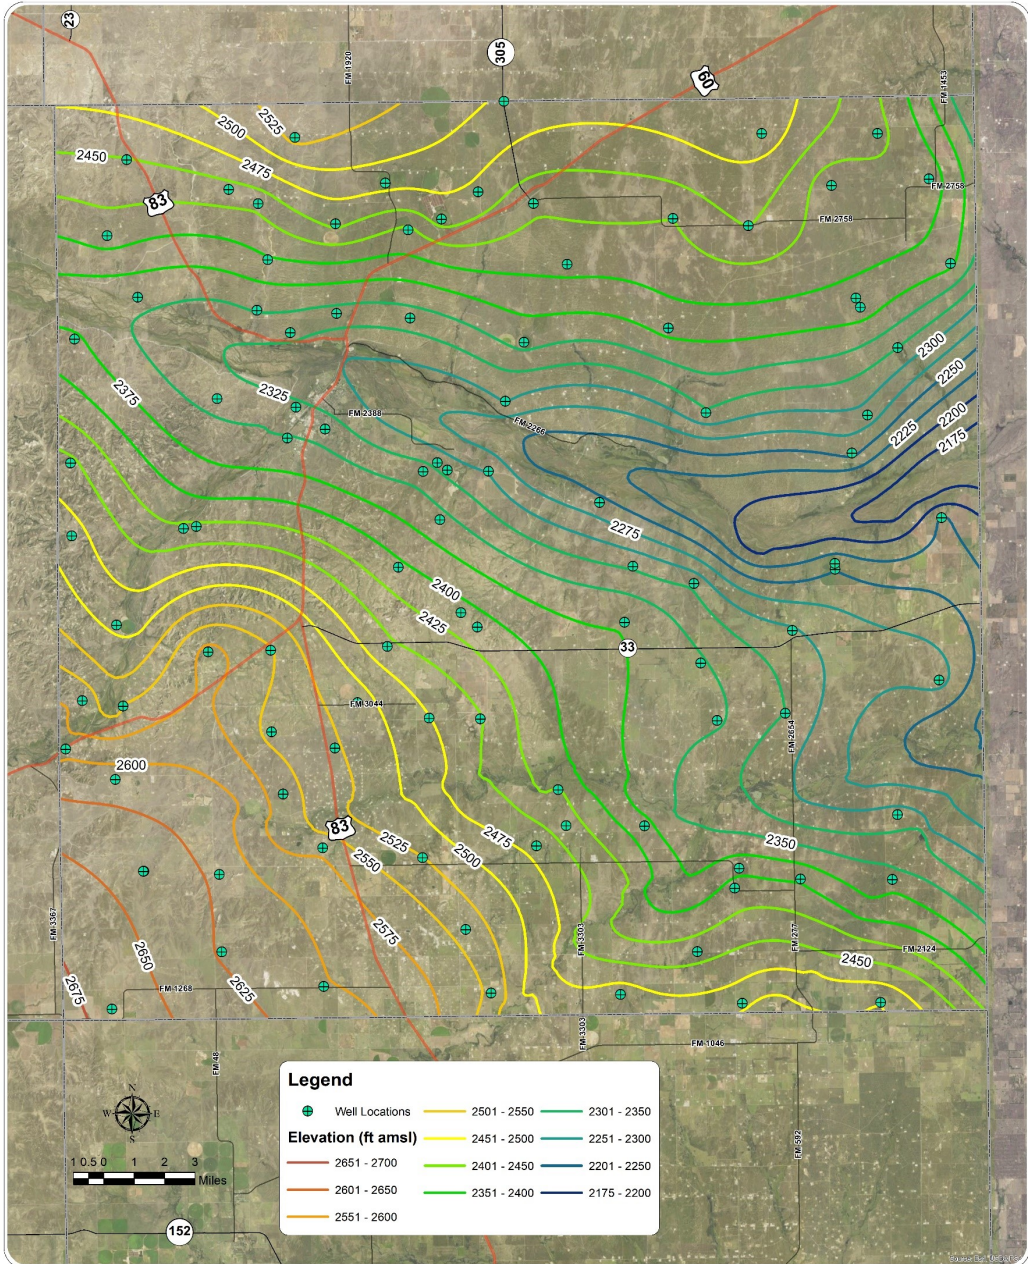 23
FM-1920
305
60
FM-1453
2525
2500
2475
2450
83
FM-2758
FM-2758
2300
2250
2200
2225
2175
2375
2325
FM-2388
FM-2266
2275
2400
2425
33
FM-3044
FM-2654
2600
83
2525
2550
2475
2500
2350
2575
FM-3367
FM-3303
FM-277
FM-2124
2450
2650
2675
2625
FM-1268
FM-3303
FM-1046
FM-48
FM-592
Legend
Well Locations
Elevation (ft amsl)
2651 - 2700
2601 - 2650
2551 - 2600
2501 - 2550
2451 - 2500
2401 - 2450
2351 - 2400
2301 - 2350
2251 - 2300
2201 - 2250
2175 - 2200
N
W E
S
1 0.5 0 1 2 3
Miles
152